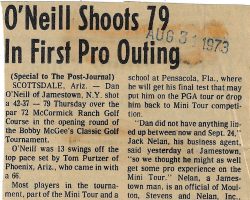 O'Neill Shoots 79
In First Pro Outing
AUG 31 1973
(Special to The Post-Journal)
SCOTTSDALE, Ariz. — Dan
O'Neill of Jamestown, N.Y. shot
a 42-37 — 79 Thursday over the
par 72 McCormick Ranch Golf
Course in the opening round of
the Bobby McGee's Classic Golf
Tournament.
O'Neill was 13 swings off the
top pace set by Tom Purtzer of
Phoenix, Ariz., who came in with
a 66.
Most players in the tourna-
ment, part of the Mini Tour and a
school at Pensacola, Fla., where
he will get his final test that may
put him on the PGA tour or drop
him back to Mini Tour competi-
tion.
"Dan did not have anything lin-
ed up between now and Sept. 24,"
Jack Nelan, his business agent,
said yesterday at Jamestown,
"so we thought he might as well
get some pro experience on the
Mini Tour." Nelan, a James-
town man, is an official of Moul-